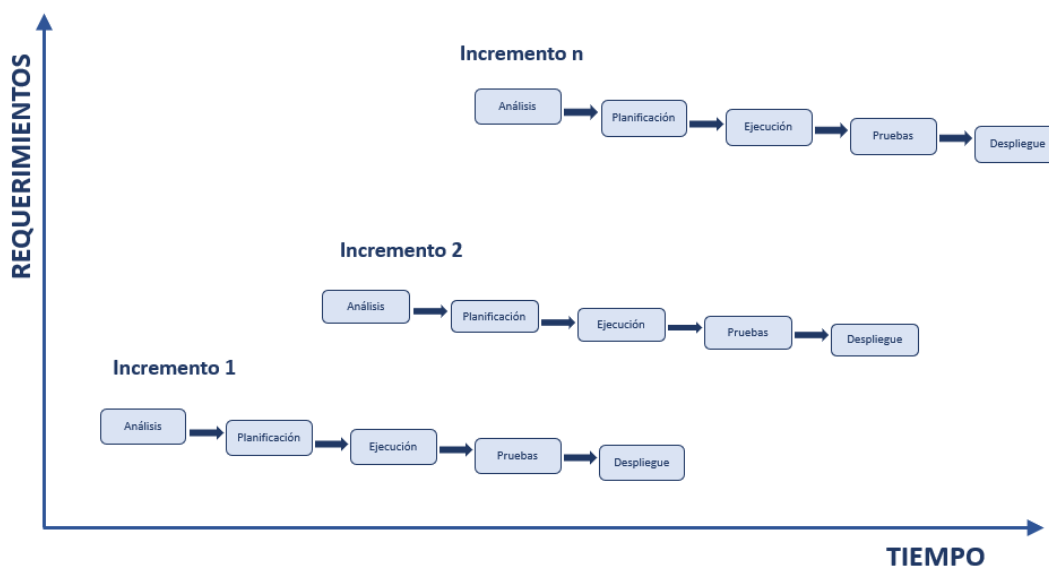 REQUERIMIENTOS
Incremento n
Análisis
Planificación
Ejecución
Pruebas
Despliegue
Incremento 2
Análisis
Planificación
Ejecución
Pruebas
Despliegue
Incremento 1
Análisis
Planificación
Ejecución
Pruebas
Despliegue
TIEMPO